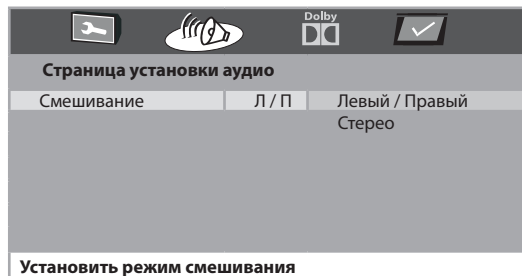 Dolby
Страница установки аудио
Смешивание Л / П Левый / Правый
Стерео
Установить режим смешивания